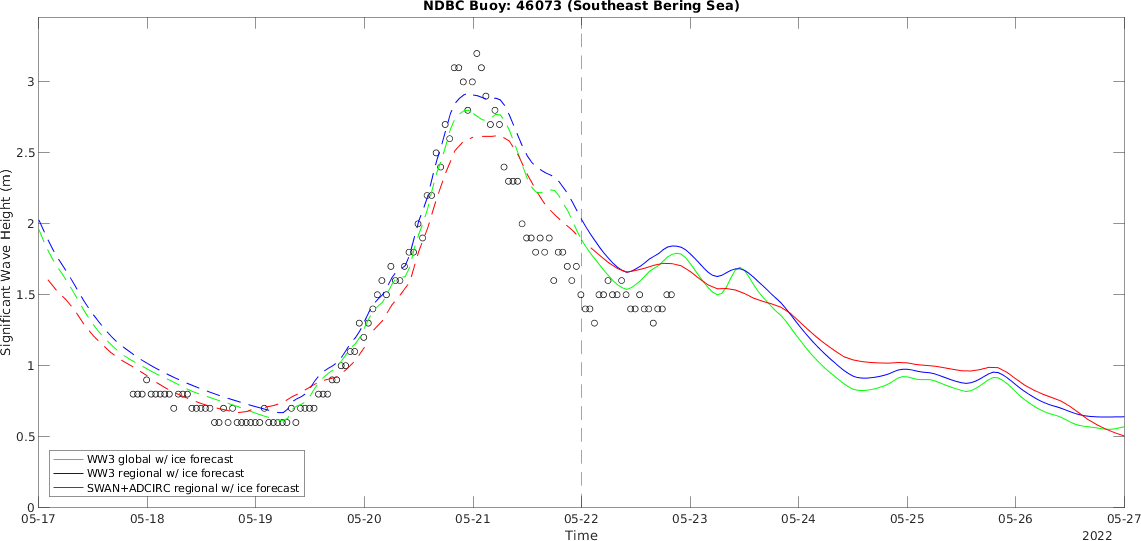 NDBC Buoy: 46073 (Southeast Bering Sea)
Significant Wave Height (m)
3
2.5
2
1.5
1
0.5
0
WW3 global w/ ice forecast
WW3 regional w/ ice forecast
SWAN+ADCIRC regional w/ ice forecast
05-17 05-18 05-19 05-20 05-21 05-22 05-23 05-24 05-25 05-26 05-27
Time
2022